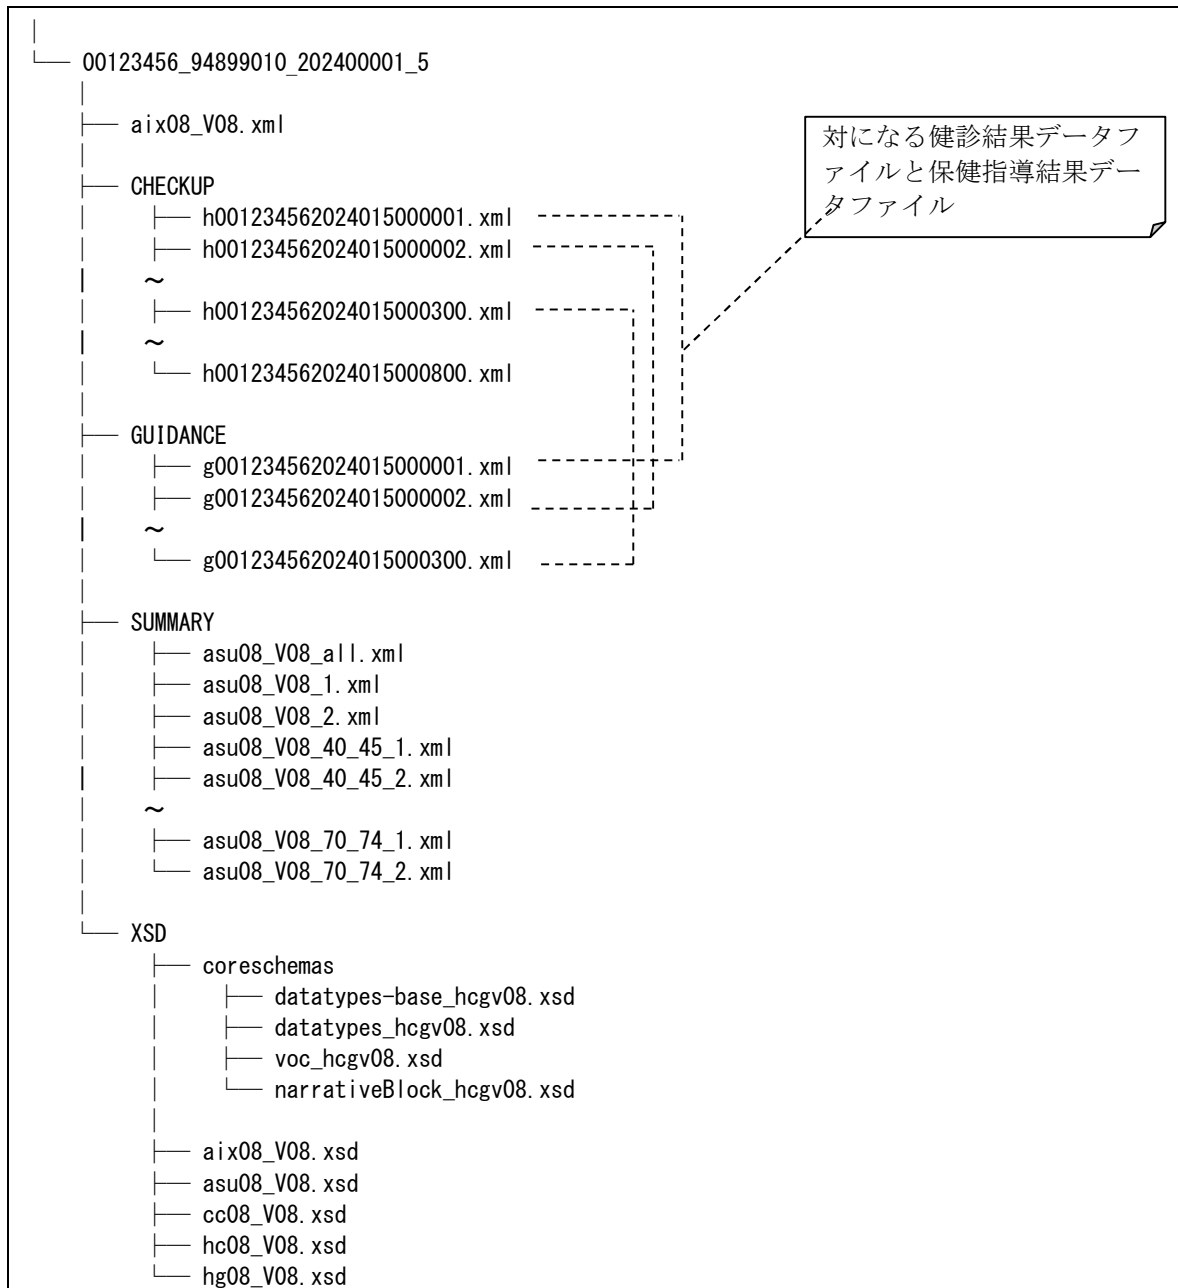 00123456_94899010_202400001_5
aix08_V08.xml
対になる健診結果データフ
ァイルと保健指導結果デー
タファイル
CHECKUP
h001234562024015000001.xml
h001234562024015000002.xml
～
h001234562024015000300.xml
～
h001234562024015000800.xml
GUIDANCE
g001234562024015000001.xml
g001234562024015000002.xml
～
g001234562024015000300.xml
SUMMARY
asu08_V08_all.xml
asu08_V08_1.xml
asu08_V08_2.xml
asu08_V08_40_45_1.xml
asu08_V08_40_45_2.xml
～
asu08_V08_70_74_1.xml
asu08_V08_70_74_2.xml
XSD
coreschemas
datatypes-base_hcgv08.xsd
datatypes_hcgv08.xsd
voc_hcgv08.xsd
narrativeBlock_hcgv08.xsd
aix08_V08.xsd
asu08_V08.xsd
cc08_V08.xsd
hc08_V08.xsd
hg08_V08.xsd